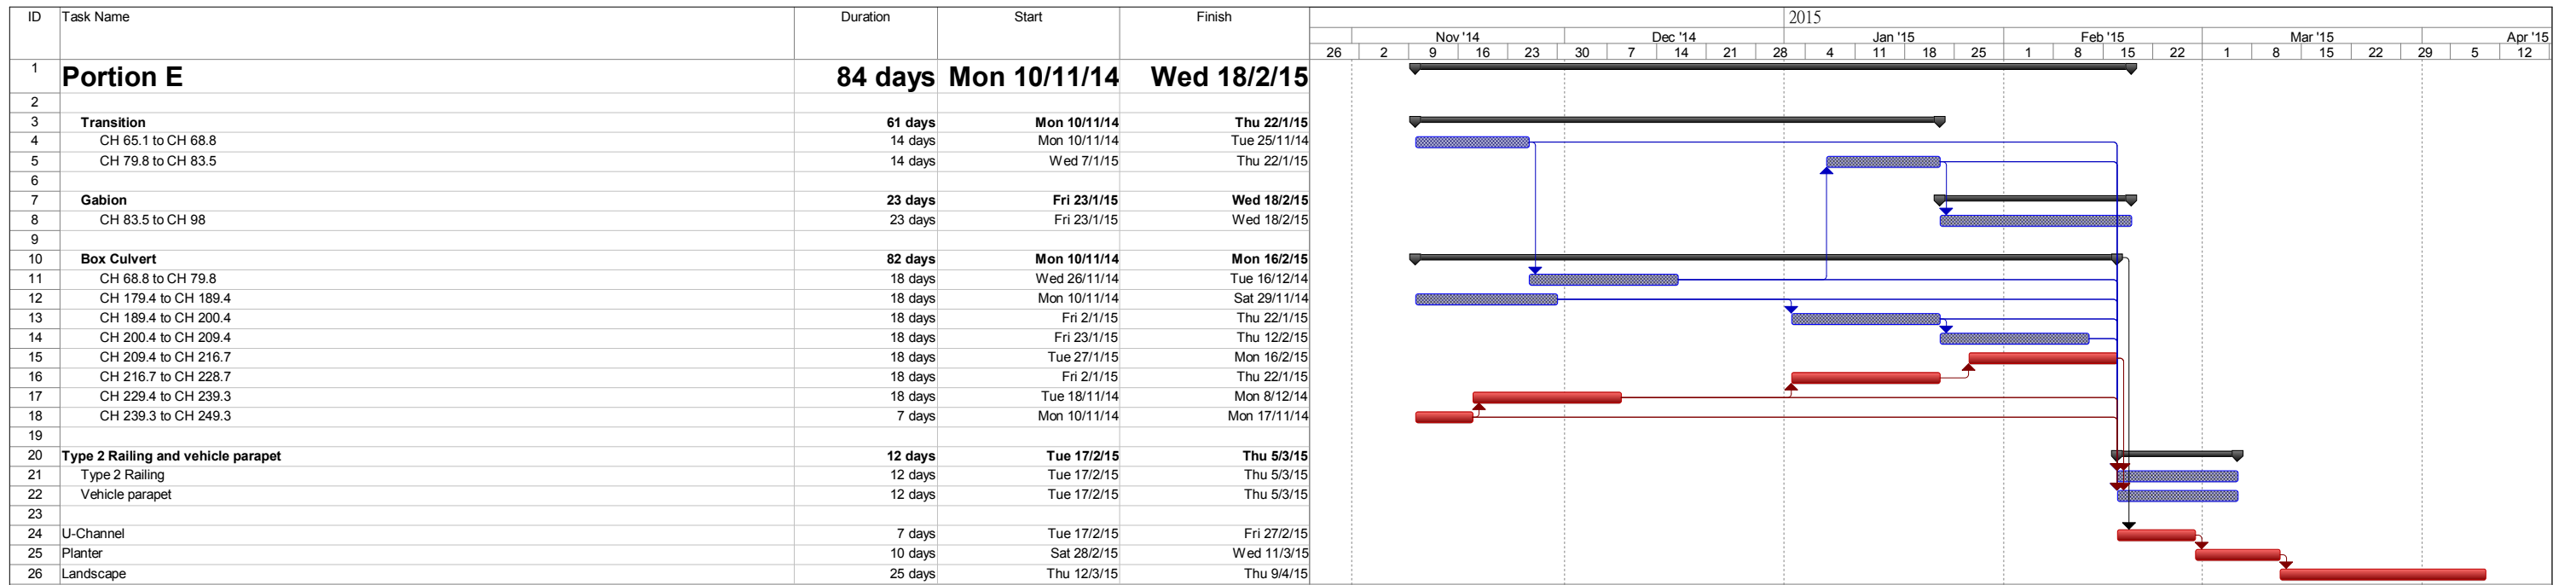 ID Task Name Duration Start Finish 2015
Nov '14 Dec '14 Jan '15 Feb '15 Mar '15 Apr '15
26 2 9 16 23 30 7 14 21 28 4 11 18 25 1 8 15 22 1 8 15 22 29 5 12
1 Portion E 84 days Mon 10/11/14 Wed 18/2/15
2
3 Transition 61 days Mon 10/11/14 Thu 22/1/15
4 CH 65.1 to CH 68.8 14 days Mon 10/11/14 Tue 25/11/14
5 CH 79.8 to CH 83.5 14 days Wed 7/1/15 Thu 22/1/15
6
7 Gabion 23 days Fri 23/1/15 Wed 18/2/15
8 CH 83.5 to CH 98 23 days Fri 23/1/15 Wed 18/2/15
9
10 Box Culvert 82 days Mon 10/11/14 Mon 16/2/15
11 CH 68.8 to CH 79.8 18 days Wed 26/11/14 Tue 16/12/14
12 CH 179.4 to CH 189.4 18 days Mon 10/11/14 Sat 29/11/14
13 CH 189.4 to CH 200.4 18 days Fri 2/1/15 Thu 22/1/15
14 CH 200.4 to CH 209.4 18 days Fri 23/1/15 Thu 12/2/15
15 CH 209.4 to CH 216.7 18 days Tue 27/1/15 Mon 16/2/15
16 CH 216.7 to CH 228.7 18 days Fri 2/1/15 Thu 22/1/15
17 CH 229.4 to CH 239.3 18 days Tue 18/11/14 Mon 8/12/14
18 CH 239.3 to CH 249.3 7 days Mon 10/11/14 Mon 17/11/14
19
20 Type 2 Railing and vehicle parapet 12 days Tue 17/2/15 Thu 5/3/15
21 Type 2 Railing 12 days Tue 17/2/15 Thu 5/3/15
22 Vehicle parapet 12 days Tue 17/2/15 Thu 5/3/15
23
24 U-Channel 7 days Tue 17/2/15 Fri 27/2/15
25 Planter 10 days Sat 28/2/15 Wed 11/3/15
26 Landscape 25 days Thu 12/3/15 Thu 9/4/15